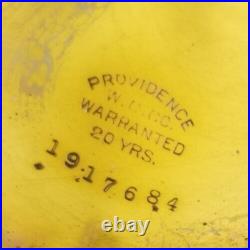 PROVIDENCE
W.C.CO.
WARRANTED
20 YRS.
1917684